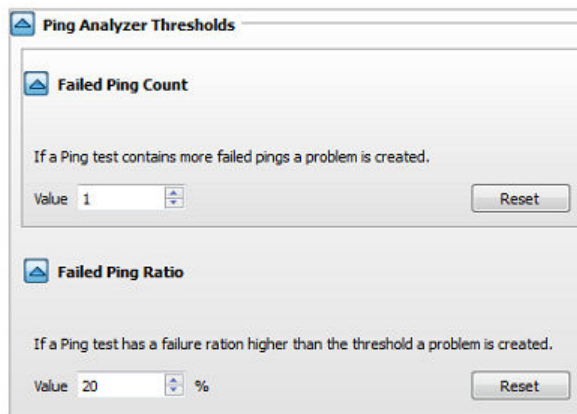 Ping Analyzer Thresholds
Failed Ping Count
If a Ping test contains more failed pings a problem is created.
Value 1 Reset
Failed Ping Ratio
If a Ping test has a failure ration higher than the threshold a problem is created.
Value 20 % Reset